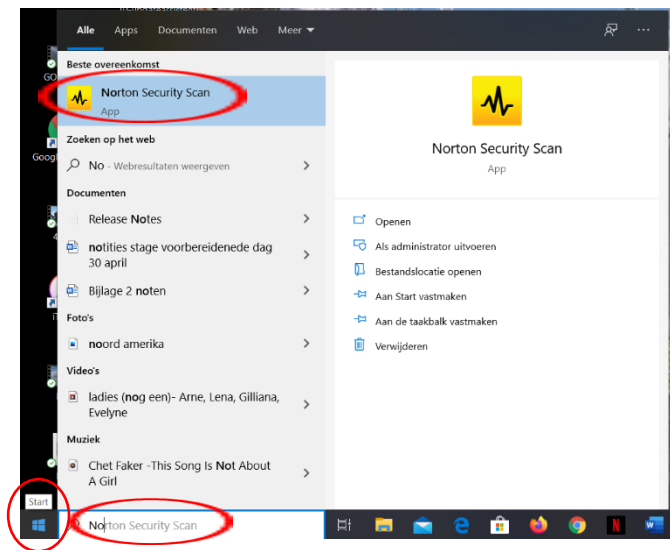 Alle Apps Documenten Web Meer
Beste overeenkomst
Norton Security Scan
App
Zoeken op het web
No - Webresultaten weergeven
Documenten
Release Notes
notities stage voorbereidenede dag
30 april
Bijlage 2 noten
Foto's
noord amerika
Video's
ladies (nog een)- Arne, Lena, Gilliana,
Evelyne
Muziek
Chet Faker -This Song Is Not About
A Girl
Norton Security Scan
App
Openen
Als administrator uitvoeren
Bestandslocatie openen
Aan Start vastmaken
Aan de taakbalk vastmaken
Verwijderen
GO
Goog
Start
Norton Security Scan
N
W